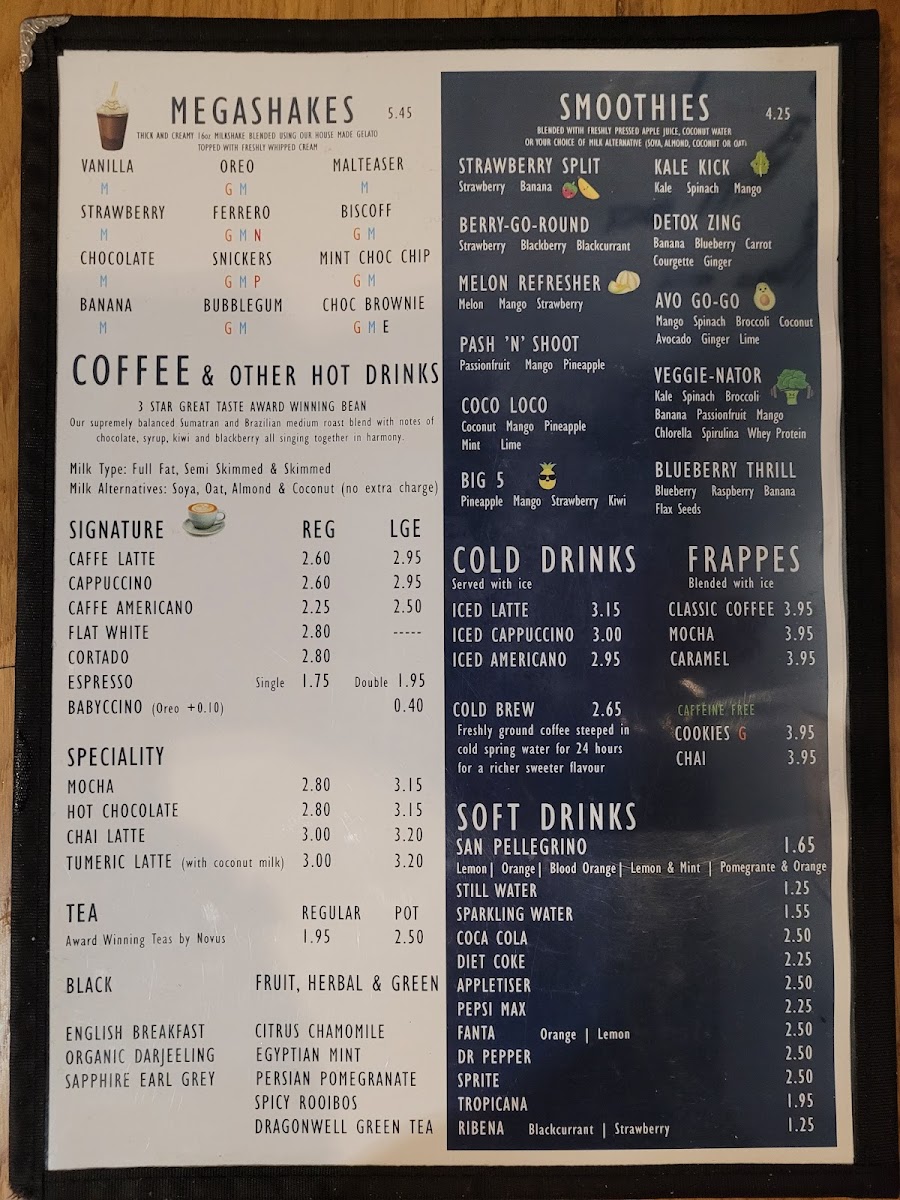 MEGASHAKES 5.45
THICK AND CREAMY 16oz MILKSHAKE BLENDED USING OUR HOUSE MADE GELATO
TOPPED WITH FRESHLY WHIPPED CREAM
VANILLA OREO MALTEASER
M G M M
STRAWBERRY FERRERO BISCOFF
M G M N G M
CHOCOLATE SNICKERS MINT CHOC CHIP
M G M P G M
BANANA BUBBLEGUM CHOC BROWNIE
M G M G M E
COFFEE & OTHER HOT DRINKS
3 STAR GREAT TASTE AWARD WINNING BEAN
Our supremely balanced Sumatran and Brazilian medium roast blend with notes of
chocolate, syrup, kiwi and blackberry all singing together in harmony.
Milk Type: Full Fat, Semi Skimmed & Skimmed
Milk Alternatives: Soya, Oat, Almond & Coconut (no extra charge)
SIGNATURE REG LGE
CAFFE LATTE 2.60 2.95
CAPPUCCINO 2.60 2.95
CAFFE AMERICANO 2.25 2.50
FLAT WHITE 2.80 -----
CORTADO 2.80
ESPRESSO Single 1.75 Double 1.95
BABYCCINO (Oreo +0.10) 0.40
SPECIALITY
MOCHA 2.80 3.15
HOT CHOCOLATE 2.80 3.15
CHAI LATTE 3.00 3.20
TUMERIC LATTE (with coconut milk) 3.00 3.20
TEA REGULAR POT
Award Winning Teas by Novus 1.95 2.50
BLACK FRUIT, HERBAL & GREEN
ENGLISH BREAKFAST CITRUS CHAMOMILE
ORGANIC DARJEELING EGYPTIAN MINT
SAPPHIRE EARL GREY PERSIAN POMEGRANATE
SPICY ROOIBOS
DRAGONWELL GREEN TEA
SMOOTHIES 4.25
BLENDED WITH FRESHLY PRESSED APPLE JUICE, COCONUT WATER
OR YOUR CHOICE OF MILK ALTERNATIVE (SOYA, ALMOND, COCONUT OR OAT)
STRAWBERRY SPLIT
Strawberry Banana
BERRY-GO-ROUND
Strawberry Blackberry Blackcurrant
MELON REFRESHER
Melon Mango Strawberry
PASH 'N' SHOOT
Passionfruit Mango Pineapple
COCO LOCO
Coconut Mango Pineapple
Mint Lime
BIG 5
Pineapple Mango Strawberry Kiwi
KALE KICK
Kale Spinach Mango
DETOX ZING
Banana Blueberry Carrot
Courgette Ginger
AVO GO-GO
Mango Spinach Broccoli Coconut
Avocado Ginger Lime
VEGGIE-NATOR
Kale Spinach Broccoli
Banana Passionfruit Mango
Chlorella Spirulina Whey Protein
BLUEBERRY THRILL
Blueberry Raspberry Banana
Flax Seeds
COLD DRINKS
Served with ice
ICED LATTE 3.15
ICED CAPPUCCINO 3.00
ICED AMERICANO 2.95
COLD BREW 2.65
Freshly ground coffee steeped in
cold spring water for 24 hours
for a richer sweeter flavour
FRAPPES
Blended with ice
CLASSIC COFFEE 3.95
MOCHA 3.95
CARAMEL 3.95
CAFFEINE FREE
COOKIES G 3.95
CHAI 3.95
SOFT DRINKS
SAN PELLEGRINO 1.65
Lemon| Orange| Blood Orange| Lemon & Mint | Pomegrante & Orange
STILL WATER 1.25
SPARKLING WATER 1.55
COCA COLA 2.50
DIET COKE 2.25
APPLETISER 2.50
PEPSI MAX 2.25
FANTA Orange | Lemon 2.50
DR PEPPER 2.50
SPRITE 2.50
TROPICANA 1.95
RIBENA Blackcurrant | Strawberry 1.25